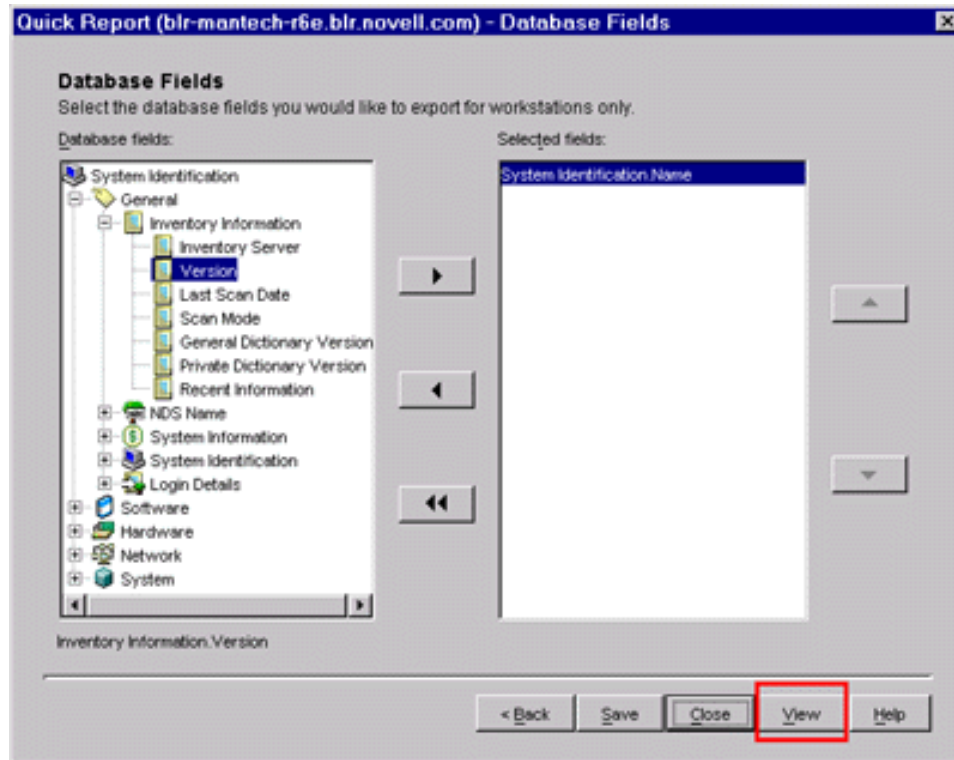 Quick Report (blr-mantech-r6e.blr.novell.com) - Database Fields
Database Fields
Select the database fields you would like to export for workstations only.
Database fields:
System Identification
General
Inventory Information
Inventory Server
Version
Last Scan Date
Scan Mode
General Dictionary Version
Private Dictionary Version
Recent Information
NDS Name
System Information
System Identification
Login Details
Software
Hardware
Network
System
Inventory Information.Version
Selected fields:
System Identification.Name
< Back
Save
Close
View
Help